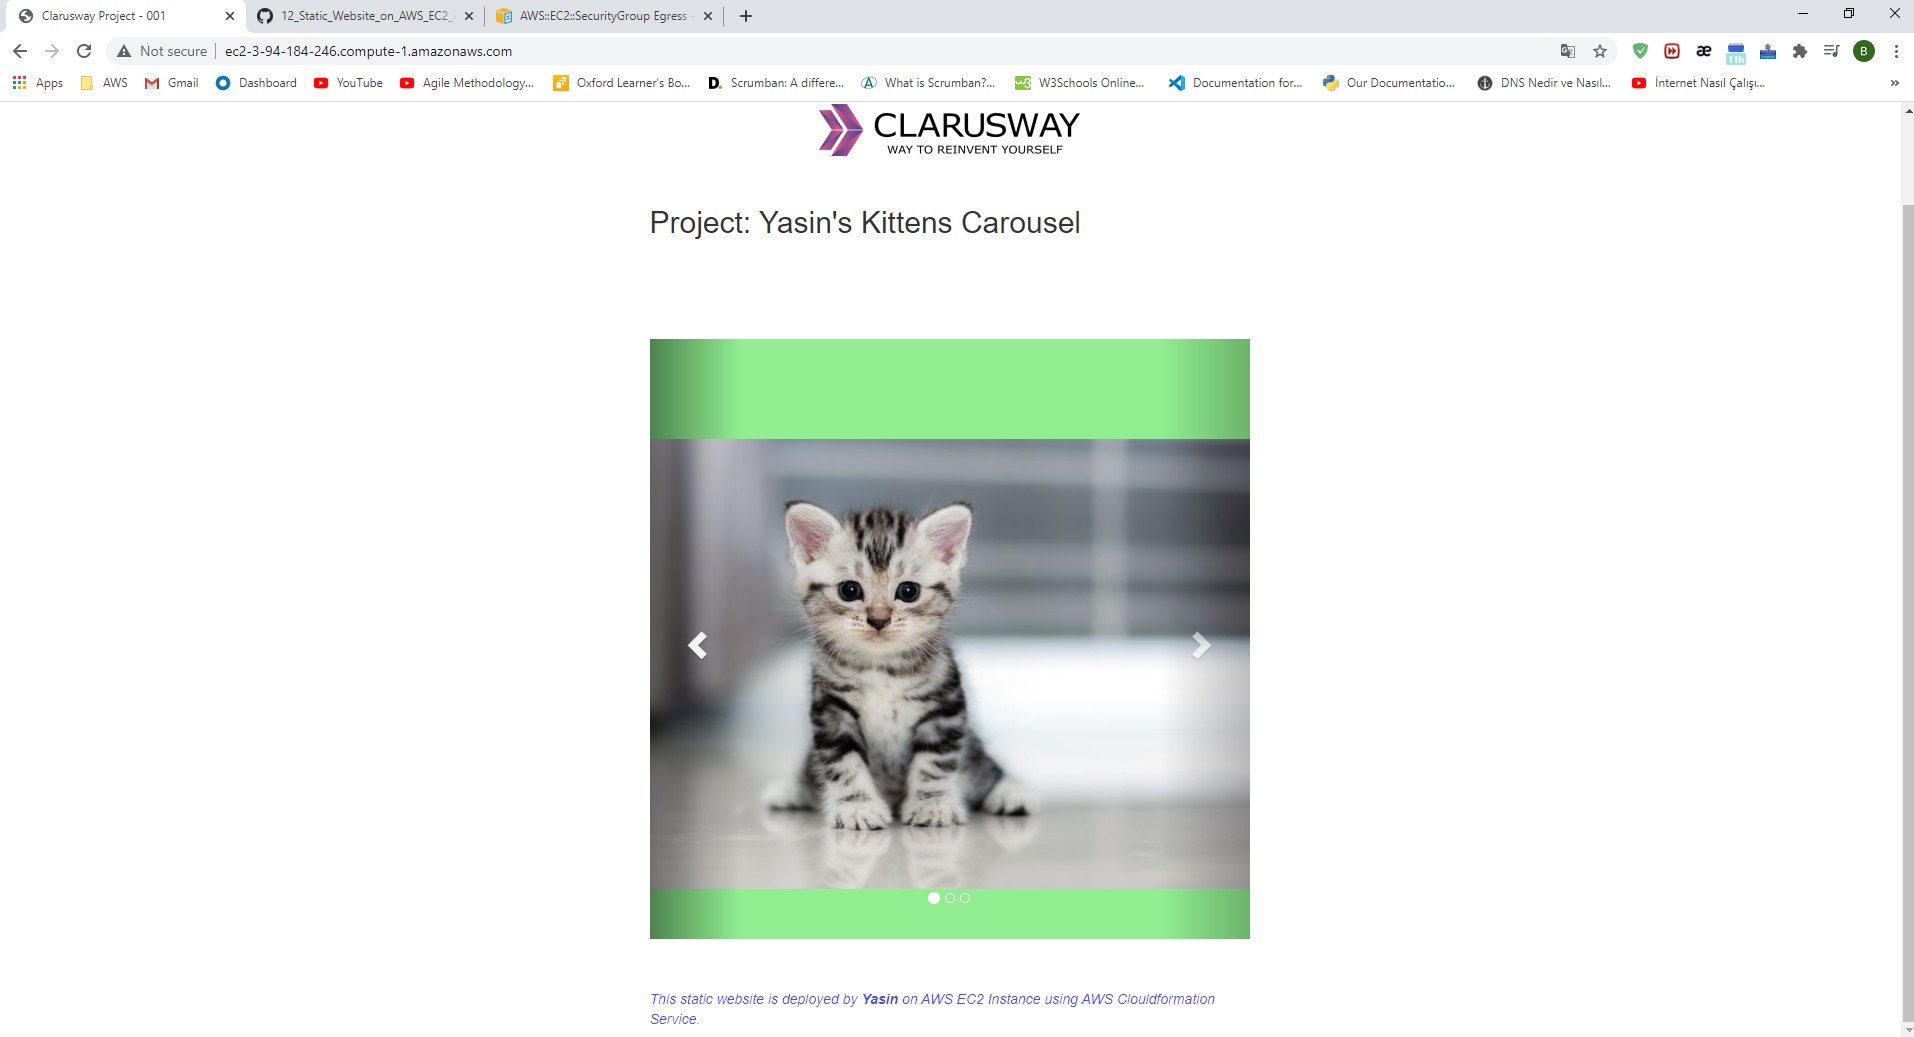 Clarusway Project - 001
12_Static_Website_on_AWS_EC2_
AWS::EC2::SecurityGroup Egress
Not secure
ec2-3-94-184-246.compute-1.amazonaws.com
B
11h
Apps
AWS
Gmail
Dashboard
YouTube
Agile Methodology...
Oxford Learner's Bo...
D.
Scrumban: A differe...
What is Scrumban?...
W3Schools Online...
Documentation for...
Our Documentatio...
DNS Nedir ve Nasıl...
İnternet Nasıl Çalışı...
CLARUSWAY
WAY TO REINVENT YOURSELF
Project: Yasin's Kittens Carousel
This static website is deployed by Yasin on AWS EC2 Instance using AWS Clouldformation
Service.